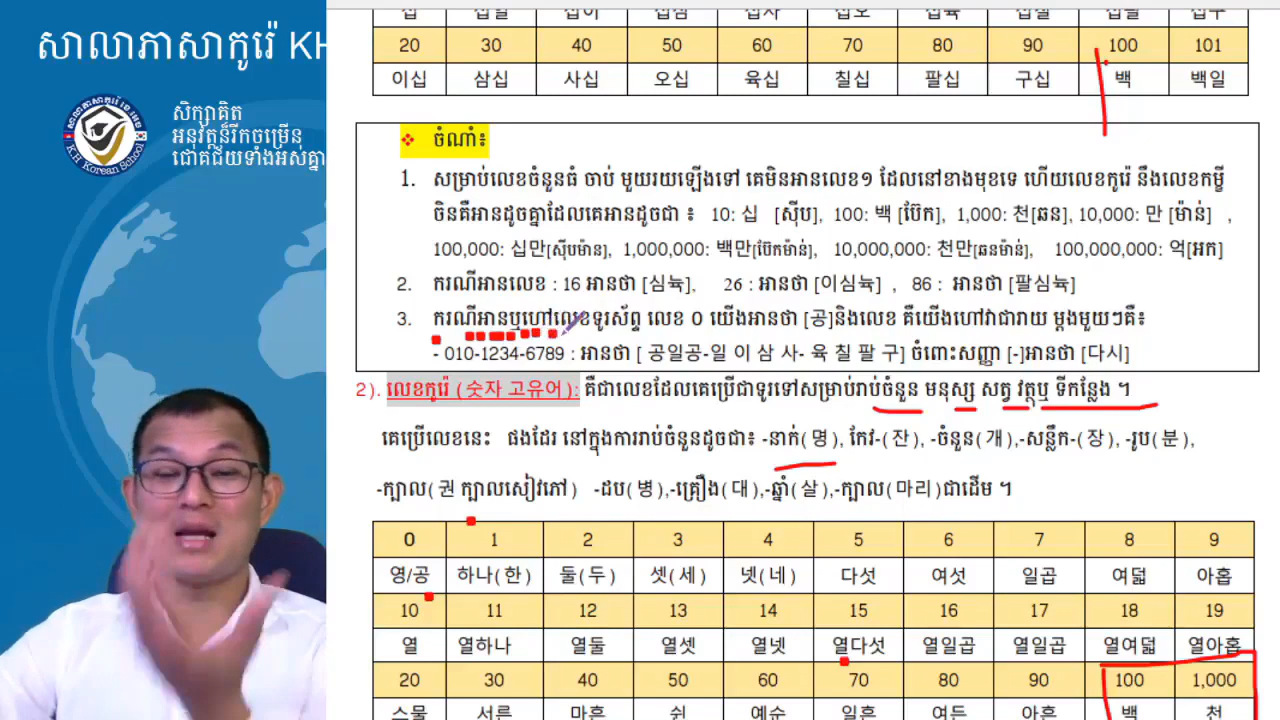 សាលាភាសាកូរ៉េ KH
សិក្សាគិត
អនុវត្តន៏រីកចម្រើន
ជោគជ័យទាំងអស់គ្នា
K.H Korean School
20 30 40 50 60 70 80 90 100 101
이십 삼십 사십 오십 육십 칠십 팔십 구십 백 백일
ចំណាំ៖
1. សម្រាប់លេខចំនួនធំ ចាប់ មួយរយឡើងទៅ គេមិនអានលេខ១ ដែលនៅខាងមុខទេ ហើយលេខកូរ៉េ នឹងលេខកម្ចី
ចិនគឺអានដូចគ្នាដែលគេអានដូចជា ៖ 10: 십 [ស៊ីប], 100: 백 [ប៊ែក], 1,000: 천[ឆន], 10,000: 만 [ម៉ាន់] ,
100,000: 십만[ស៊ីបម៉ាន], 1,000,000: 백만[ប៊ែកម៉ាន់], 10,000,000: 천만[ឆនម៉ាន់], 100,000,000: 억[អក]
2. ករណីអានលេខ : 16 អានថា [심뉵], 26 : អានថា [이심뉵] , 86 : អានថា [팔심뉵]
3. ករណីអានឬហៅលេខទូរស័ព្ទ លេខ 0 យើងអានថា [공]និងលេខ គឺយើងហៅវាជារាយ ម្តងមួយៗគឺ:
- 010-1234-6789 : អានថា [ 공일공-일 이 삼 사- 육 칠 팔 구] ចំពោះសញ្ញា [-]អានថា [다시]
2). លេខកូរ៉េ (숫자 고유어): គឺជាលេខដែលគេប្រើជាទូរទៅសម្រាប់រាប់ចំនួន មនុស្ស សត្វ វត្ថុឬ ទីកន្លែង ។
គេប្រើលេខនេះ ផងដែរ នៅក្នុងការរាប់ចំនួនដូចជា៖ -នាក់(명), កែវ-(잔), -ចំនួន(개),-សន្លឹក-(장), -រូប(분),
-ក្បាល(권 ក្បាលសៀវភៅ) -ដប(병),-គ្រឿង(대),-ឆ្នាំ(살),-ក្បាល(마리)ជាដើម ។
0 1 2 3 4 5 6 7 8 9
영/공 하나(한) 둘(두) 셋(세) 넷(네) 다섯 여섯 일곱 여덟 아홉
10 11 12 13 14 15 16 17 18 19
열 열하나 열둘 열셋 열넷 열다섯 열일곱 열일곱 열여덟 열아홉
20 30 40 50 60 70 80 90 100 1,000
스물 서른 마흔 쉰 예순 일흔 여든 아흔 백 천